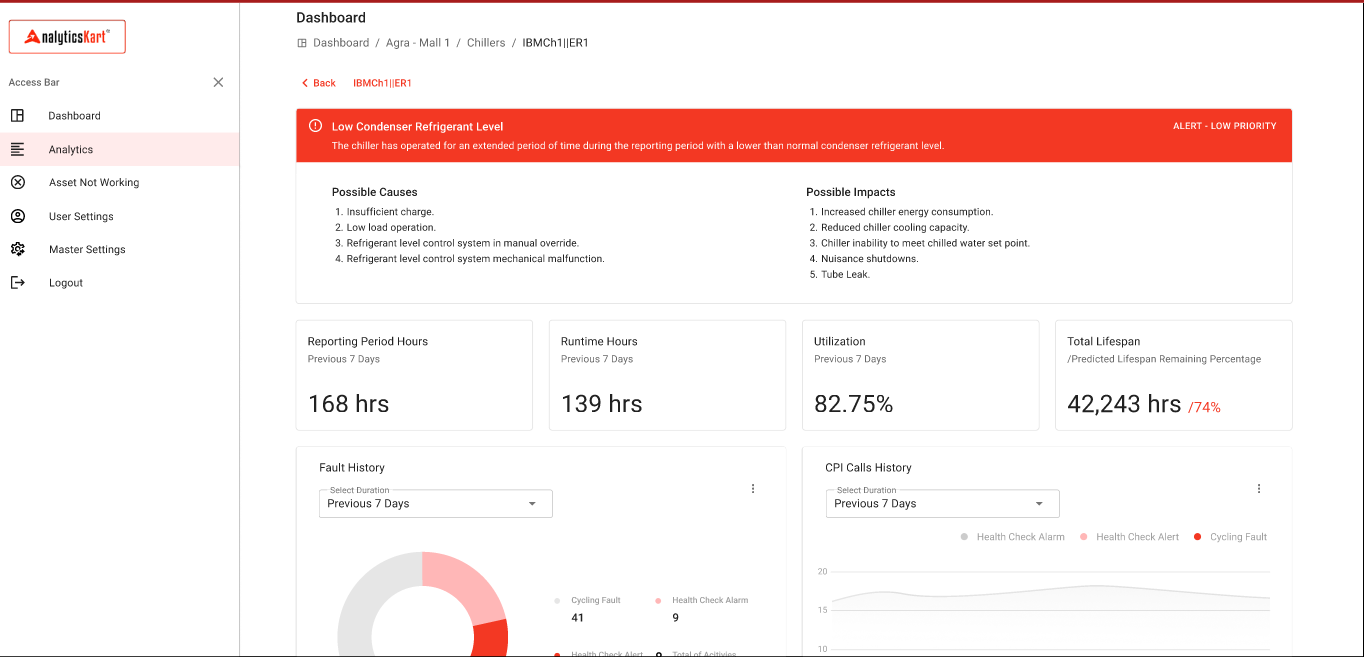 Dashboard
nalyticsKart®
Dashboard / Agra - Mall 1 / Chillers / IBMCh1||ER1
Access Bar
Back IBMCh1||ER1
Dashboard
Analytics
Asset Not Working
User Settings
Master Settings
Logout
Low Condenser Refrigerant Level
ALERT - LOW PRIORITY
The chiller has operated for an extended period of time during the reporting period with a lower than normal condenser refrigerant level.
Possible Causes
1. Insufficient charge.
2. Low load operation.
3. Refrigerant level control system in manual override.
4. Refrigerant level control system mechanical malfunction.
Possible Impacts
1. Increased chiller energy consumption.
2. Reduced chiller cooling capacity.
3. Chiller inability to meet chilled water set point.
4. Nuisance shutdowns.
5. Tube Leak.
Reporting Period Hours
Previous 7 Days
168 hrs
Runtime Hours
Previous 7 Days
139 hrs
Utilization
Previous 7 Days
82.75%
Total Lifespan
/Predicted Lifespan Remaining Percentage
42,243 hrs /74%
Fault History
Select Duration
Previous 7 Days
Cycling Fault
41
Health Check Alarm
9
Health Check Alert
Total of Acitivies
CPI Calls History
Select Duration
Previous 7 Days
Health Check Alarm
Health Check Alert
Cycling Fault
20
15
10